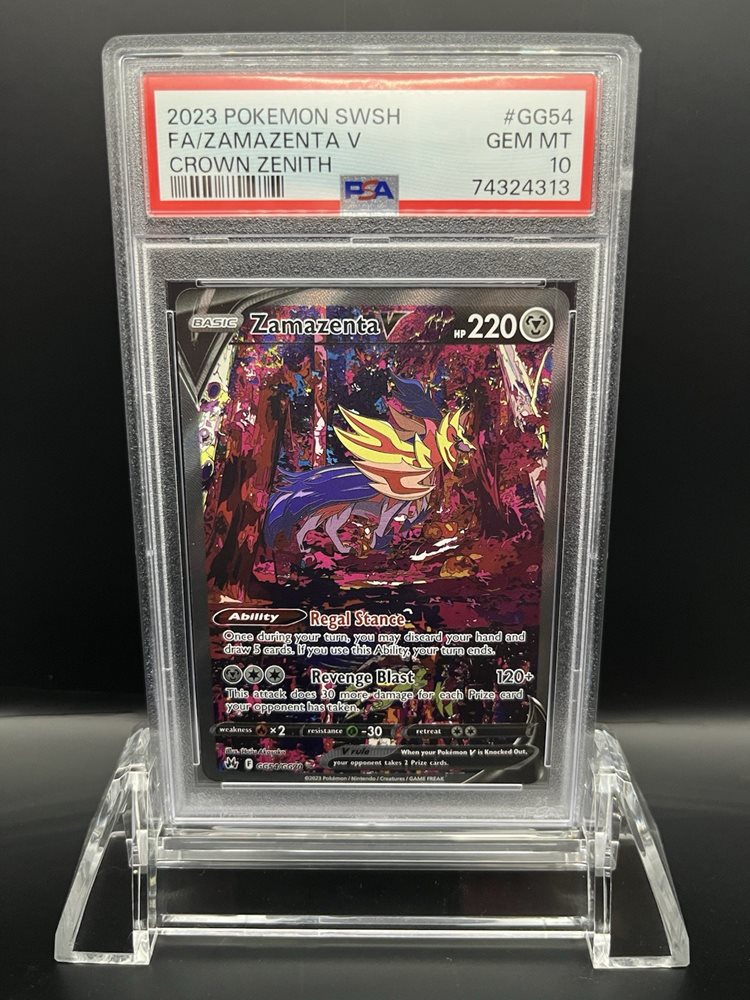 2023 POKEMON SWSH #GG54
FA/ZAMAZENTA V GEM MT
CROWN ZENITH 10
PSA 74324313
BASIC Zamazenta V HP 220
Ability Regal Stance
Once during your turn, you may discard your hand and
draw 5 cards. If you use this Ability, your turn ends.
Revenge Blast 120+
This attack does 30 more damage for each Prize card
your opponent has taken.
weakness ×2 resistance -30 retreat
V rule When your Pokémon V is Knocked Out,
your opponent takes 2 Prize cards.
F GG54/GG70
©2023 Pokémon / Nintendo / Creatures / GAME FREAK